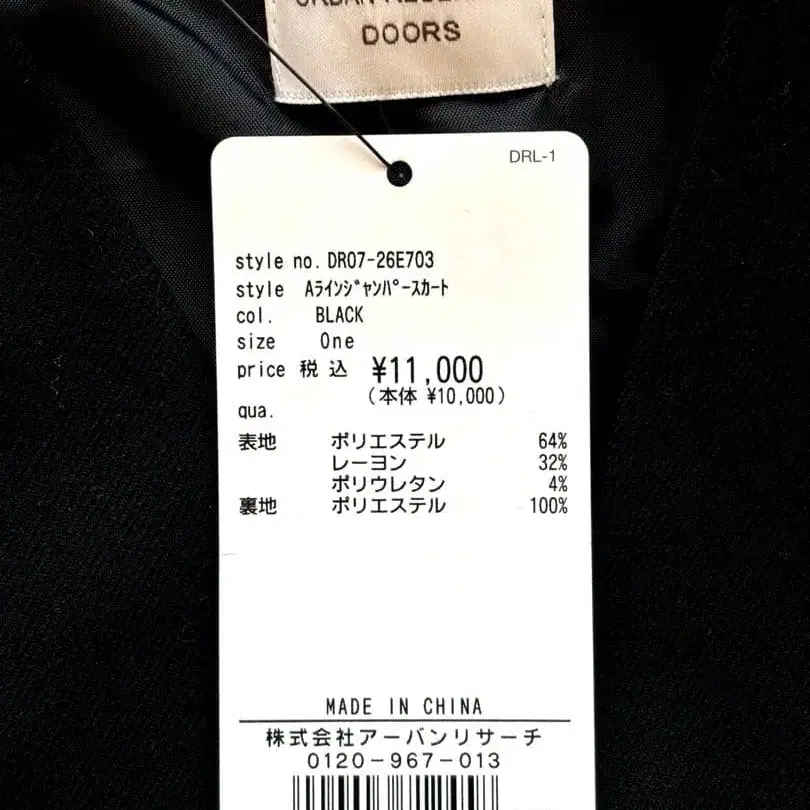 DOORS
DRL-1
style no. DR07-26E703
style Aﾗｲﾝｼﾞｬﾝﾊﾟｰｽｶｰﾄ
col. BLACK
size One
price 税込 ¥11,000
(本体 ¥10,000)
qua.
表地 ポリエステル 64%
レーヨン 32%
ポリウレタン 4%
裏地 ポリエステル 100%
MADE IN CHINA
株式会社アーバンリサーチ
0120-967-013